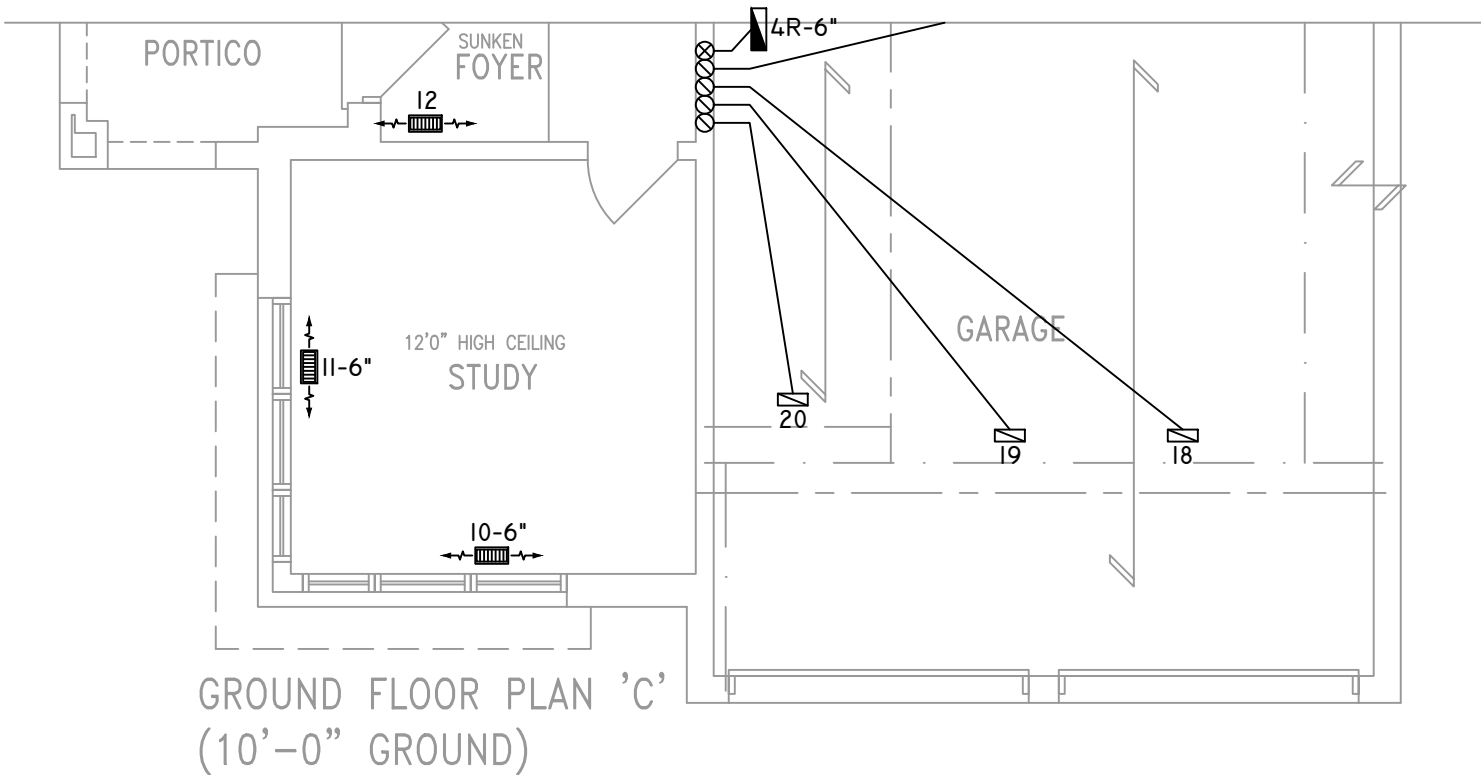 4R-6"
PORTICO
SUNKEN
FOYER
12
GARAGE
12'0" HIGH CEILING
STUDY
11-6"
20
19
18
10-6"
GROUND FLOOR PLAN 'C'
(10'-0" GROUND)